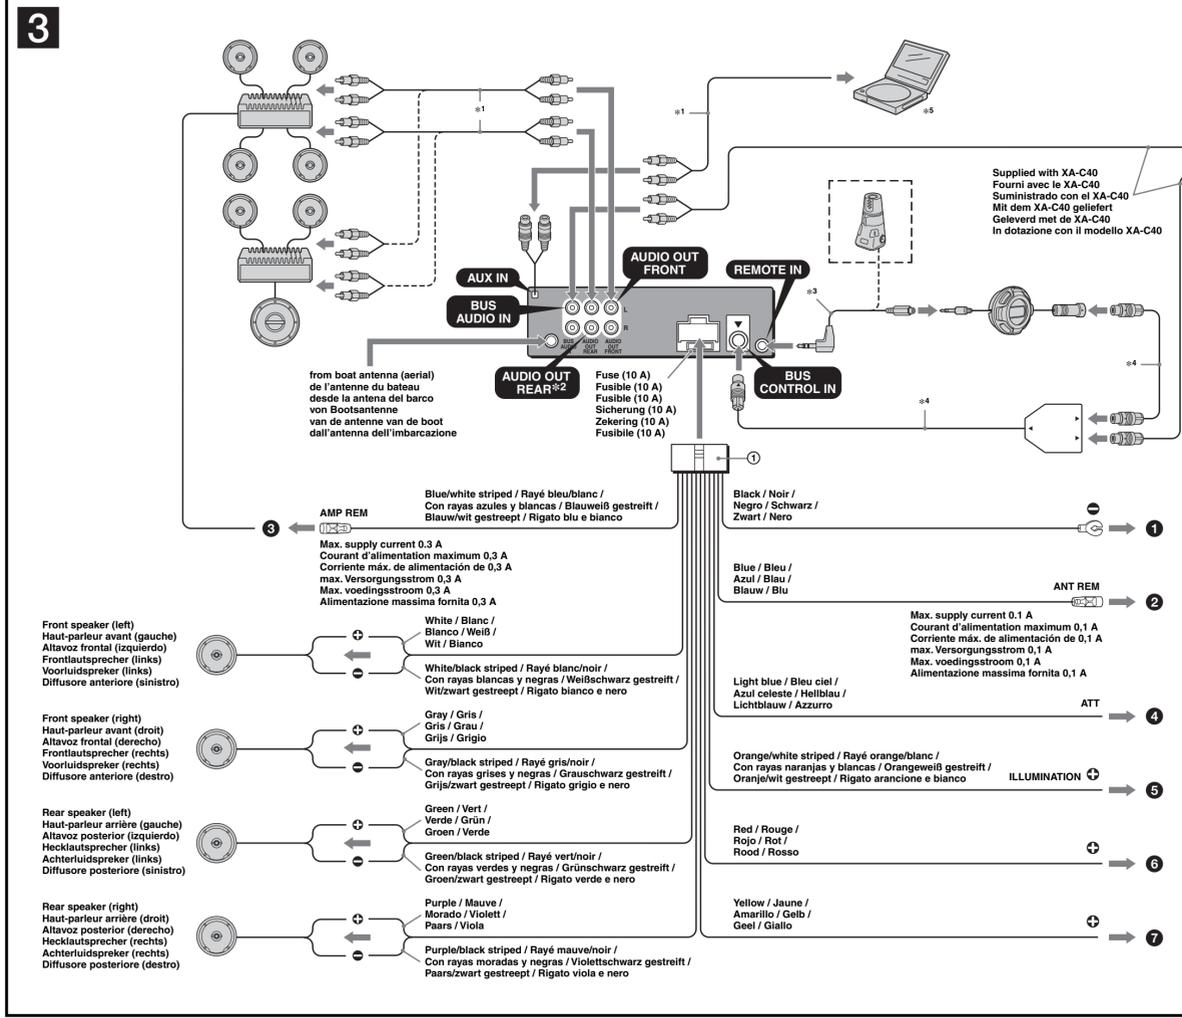 3
*1
*1
*5
Supplied with XA-C40
Fourni avec le XA-C40
Suministrado con el XA-C40
Mit dem XA-C40 geliefert
Geleverd met de XA-C40
In dotazione con il modello XA-C40
AUDIO OUT
FRONT
REMOTE IN
AUX IN
BUS
AUDIO IN
*3
L
R
BUS
AUDIO
IN
AUDIO
OUT
REAR
AUDIO
OUT
FRONT
AUDIO OUT
REAR*2
BUS
CONTROL IN
*4
*4
from boat antenna (aerial)
de l'antenne du bateau
desde la antena del barco
von Bootsantenne
van de antenne van de boot
dall'antenna dell'imbarcazione
Fuse (10 A)
Fusible (10 A)
Fusible (10 A)
Sicherung (10 A)
Zekering (10 A)
Fusibile (10 A)
①
Blue/white striped / Rayé bleu/blanc /
Con rayas azules y blancas / Blauweiß gestreift /
Blauw/wit gestreept / Rigato blu e bianco
AMP REM
❸
Max. supply current 0.3 A
Courant d'alimentation maximum 0,3 A
Corriente máx. de alimentación de 0,3 A
max. Versorgungsstrom 0,3 A
Max. voedingsstroom 0,3 A
Alimentazione massima fornita 0,3 A
Black / Noir /
Negro / Schwarz /
Zwart / Nero
❶
Blue / Bleu /
Azul / Blau /
Blauw / Blu
ANT REM
❷
Max. supply current 0.1 A
Courant d'alimentation maximum 0,1 A
Corriente máx. de alimentación de 0,1 A
max. Versorgungsstrom 0,1 A
Max. voedingsstroom 0,1 A
Alimentazione massima fornita 0,1 A
Front speaker (left)
Haut-parleur avant (gauche)
Altavoz frontal (izquierdo)
Frontlautsprecher (links)
Voorluidspreker (links)
Diffusore anteriore (sinistro)
White / Blanc /
Blanco / Weiß /
Wit / Bianco
White/black striped / Rayé blanc/noir /
Con rayas blancas y negras / Weißschwarz gestreift /
Wit/zwart gestreept / Rigato bianco e nero
Light blue / Bleu ciel /
Azul celeste / Hellblau /
Lichtblauw / Azzurro
ATT
❹
Front speaker (right)
Haut-parleur avant (droit)
Altavoz frontal (derecho)
Frontlautsprecher (rechts)
Voorluidspreker (rechts)
Diffusore anteriore (destro)
Gray / Gris /
Gris / Grau /
Grijs / Grigio
Gray/black striped / Rayé gris/noir /
Con rayas grises y negras / Grauschwarz gestreift /
Grijs/zwart gestreept / Rigato grigio e nero
Orange/white striped / Rayé orange/blanc /
Con rayas naranjas y blancas / Orangeweiß gestreift /
Oranje/wit gestreept / Rigato arancione e bianco
ILLUMINATION
❺
Rear speaker (left)
Haut-parleur arrière (gauche)
Altavoz posterior (izquierdo)
Hecklautsprecher (links)
Achterluidspreker (links)
Diffusore posteriore (sinistro)
Green / Vert /
Verde / Grün /
Groen / Verde
Green/black striped / Rayé vert/noir /
Con rayas verdes y negras / Grünschwarz gestreift /
Groen/zwart gestreept / Rigato verde e nero
Red / Rouge /
Rojo / Rot /
Rood / Rosso
❻
Rear speaker (right)
Haut-parleur arrière (droit)
Altavoz posterior (derecho)
Hecklautsprecher (rechts)
Achterluidspreker (rechts)
Diffusore posteriore (destro)
Purple / Mauve /
Morado / Violett /
Paars / Viola
Purple/black striped / Rayé mauve/noir /
Con rayas moradas y negras / Violettschwarz gestreift /
Paars/zwart gestreept / Rigato viola e nero
Yellow / Jaune /
Amarillo / Gelb /
Geel / Giallo
❼